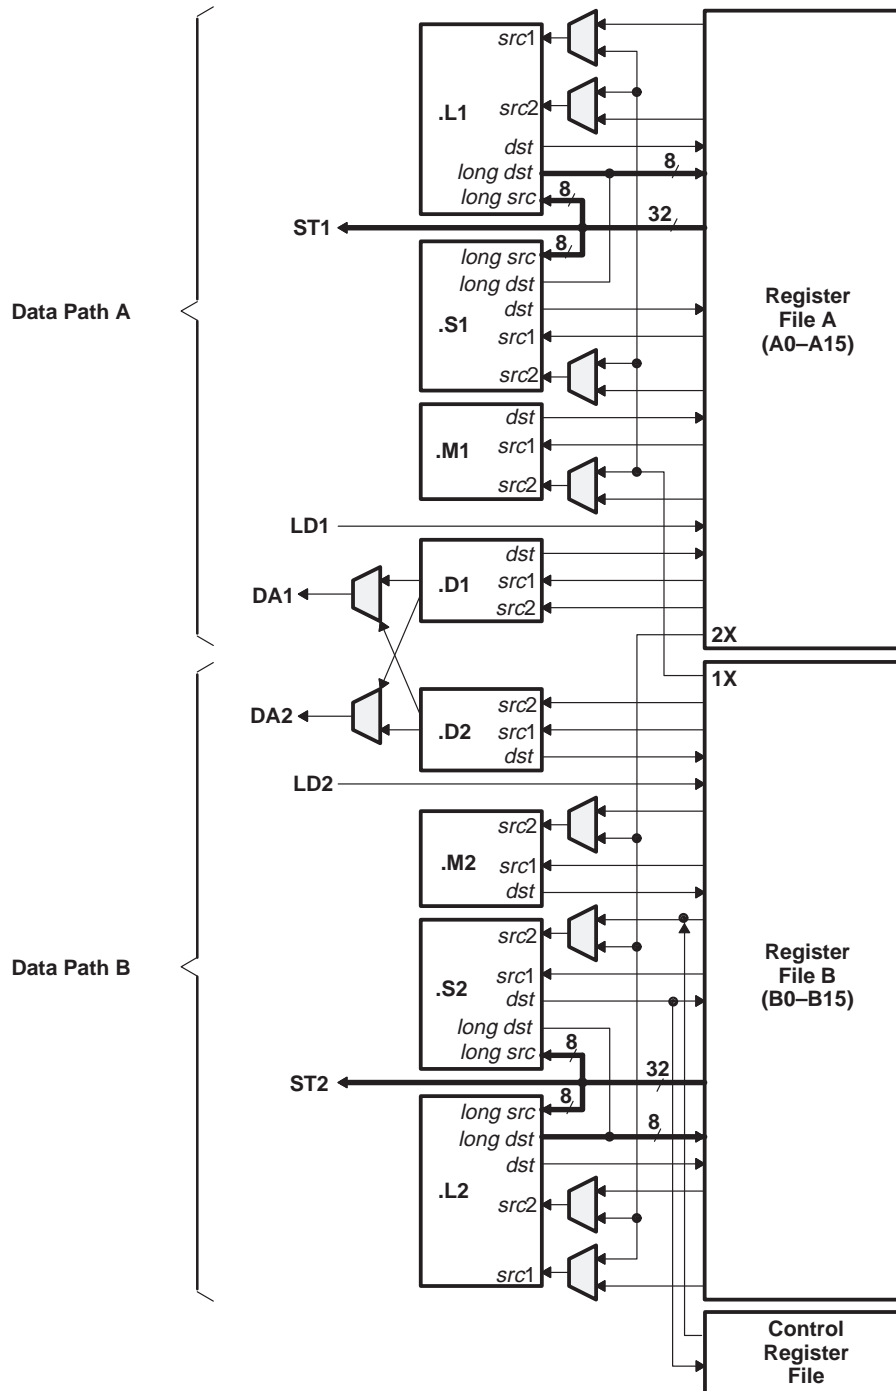 src1
.L1
src2
dst
long dst
8
long src
8
ST1
32
8
long src
long dst
dst
.S1
src1
src2
Data Path A
Register
File A
(A0–A15)
dst
.M1
src1
src2
LD1
dst
.D1
src1
src2
DA1
2X
1X
DA2
src2
.D2
src1
dst
LD2
src2
.M2
src1
dst
src2
.S2
src1
dst
long dst
long src
8
Data Path B
Register
File B
(B0–B15)
ST2
32
8
long src
long dst
8
dst
.L2
src2
src1
Control
Register
File